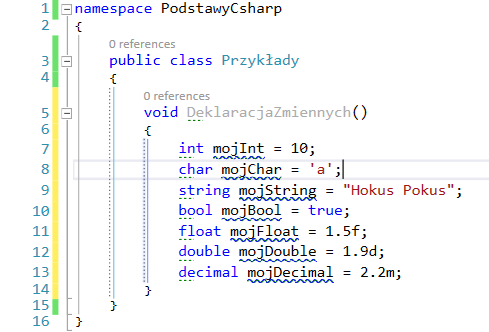 1 namespace PodstawyCsharp
2 {
0 references
3 public class Przykłady
4 {
0 references
5 void DeklaracjaZmiennych()
6 {
7 int mojInt = 10;
8 char mojChar = 'a';
9 string mojString = "Hokus Pokus";
10 bool mojBool = true;
11 float mojFloat = 1.5f;
12 double mojDouble = 1.9d;
13 decimal mojDecimal = 2.2m;
14 }
15 }
16 }